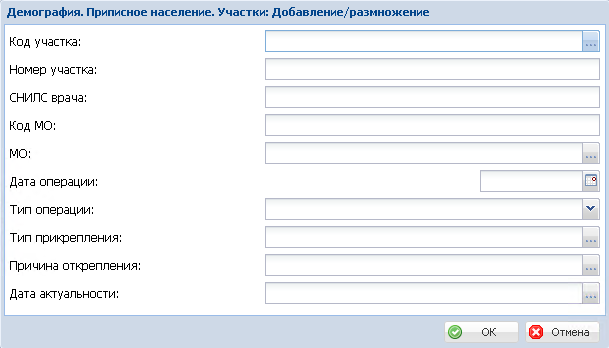 Демография. Приписное население. Участки: Добавление/размножение
Код участка:
Номер участка:
СНИЛС врача:
Код МО:
МО:
Дата операции:
Тип операции:
Тип прикрепления:
Причина открепления:
Дата актуальности:
ОК Отмена